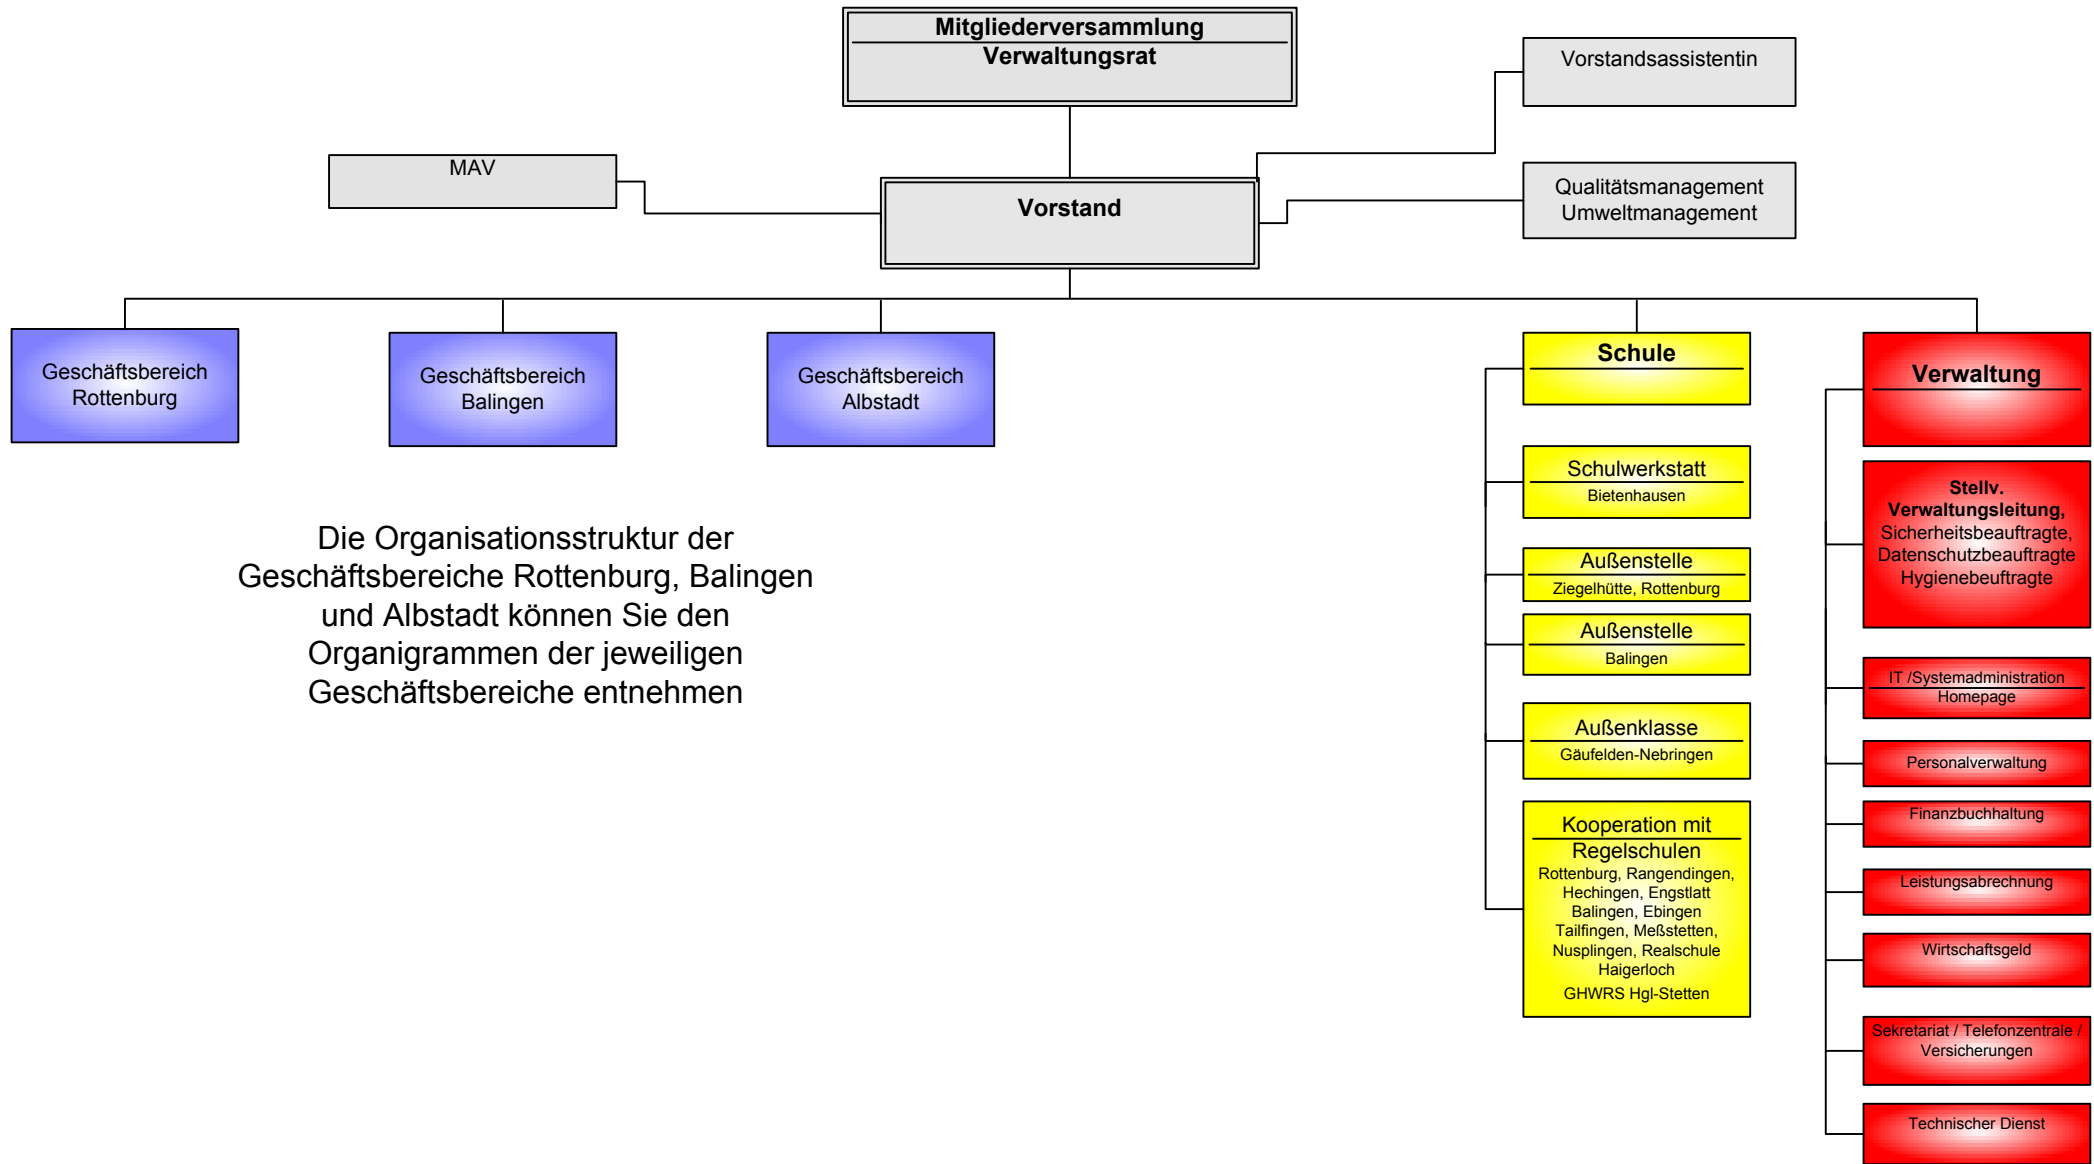 Mitgliederversammlung
Verwaltungsrat
Vorstandsassistentin
MAV
Qualitätsmanagement
Umweltmanagement
Vorstand
Geschäftsbereich
Rottenburg
Geschäftsbereich
Balingen
Geschäftsbereich
Albstadt
Die Organisationsstruktur der
Geschäftsbereiche Rottenburg, Balingen
und Albstadt können Sie den
Organigrammen der jeweiligen
Geschäftsbereiche entnehmen
Schule
Schulwerkstatt
Bietenhausen
Außenstelle
Ziegelhütte, Rottenburg
Außenstelle
Balingen
Außenklasse
Gäufelden-Nebringen
Kooperation mit
Regelschulen
Rottenburg, Rangendingen,
Hechingen, Engstlatt
Balingen, Ebingen
Tailfingen, Meßstetten,
Nusplingen, Realschule
Haigerloch
GHWRS Hgl-Stetten
Verwaltung
Stellv.
Verwaltungsleitung,
Sicherheitsbeauftragte,
Datenschutzbeauftragte
Hygienebeuftragte
IT /Systemadministration
Homepage
Personalverwaltung
Finanzbuchhaltung
Leistungsabrechnung
Wirtschaftsgeld
Sekretariat / Telefonzentrale /
Versicherungen
Technischer Dienst